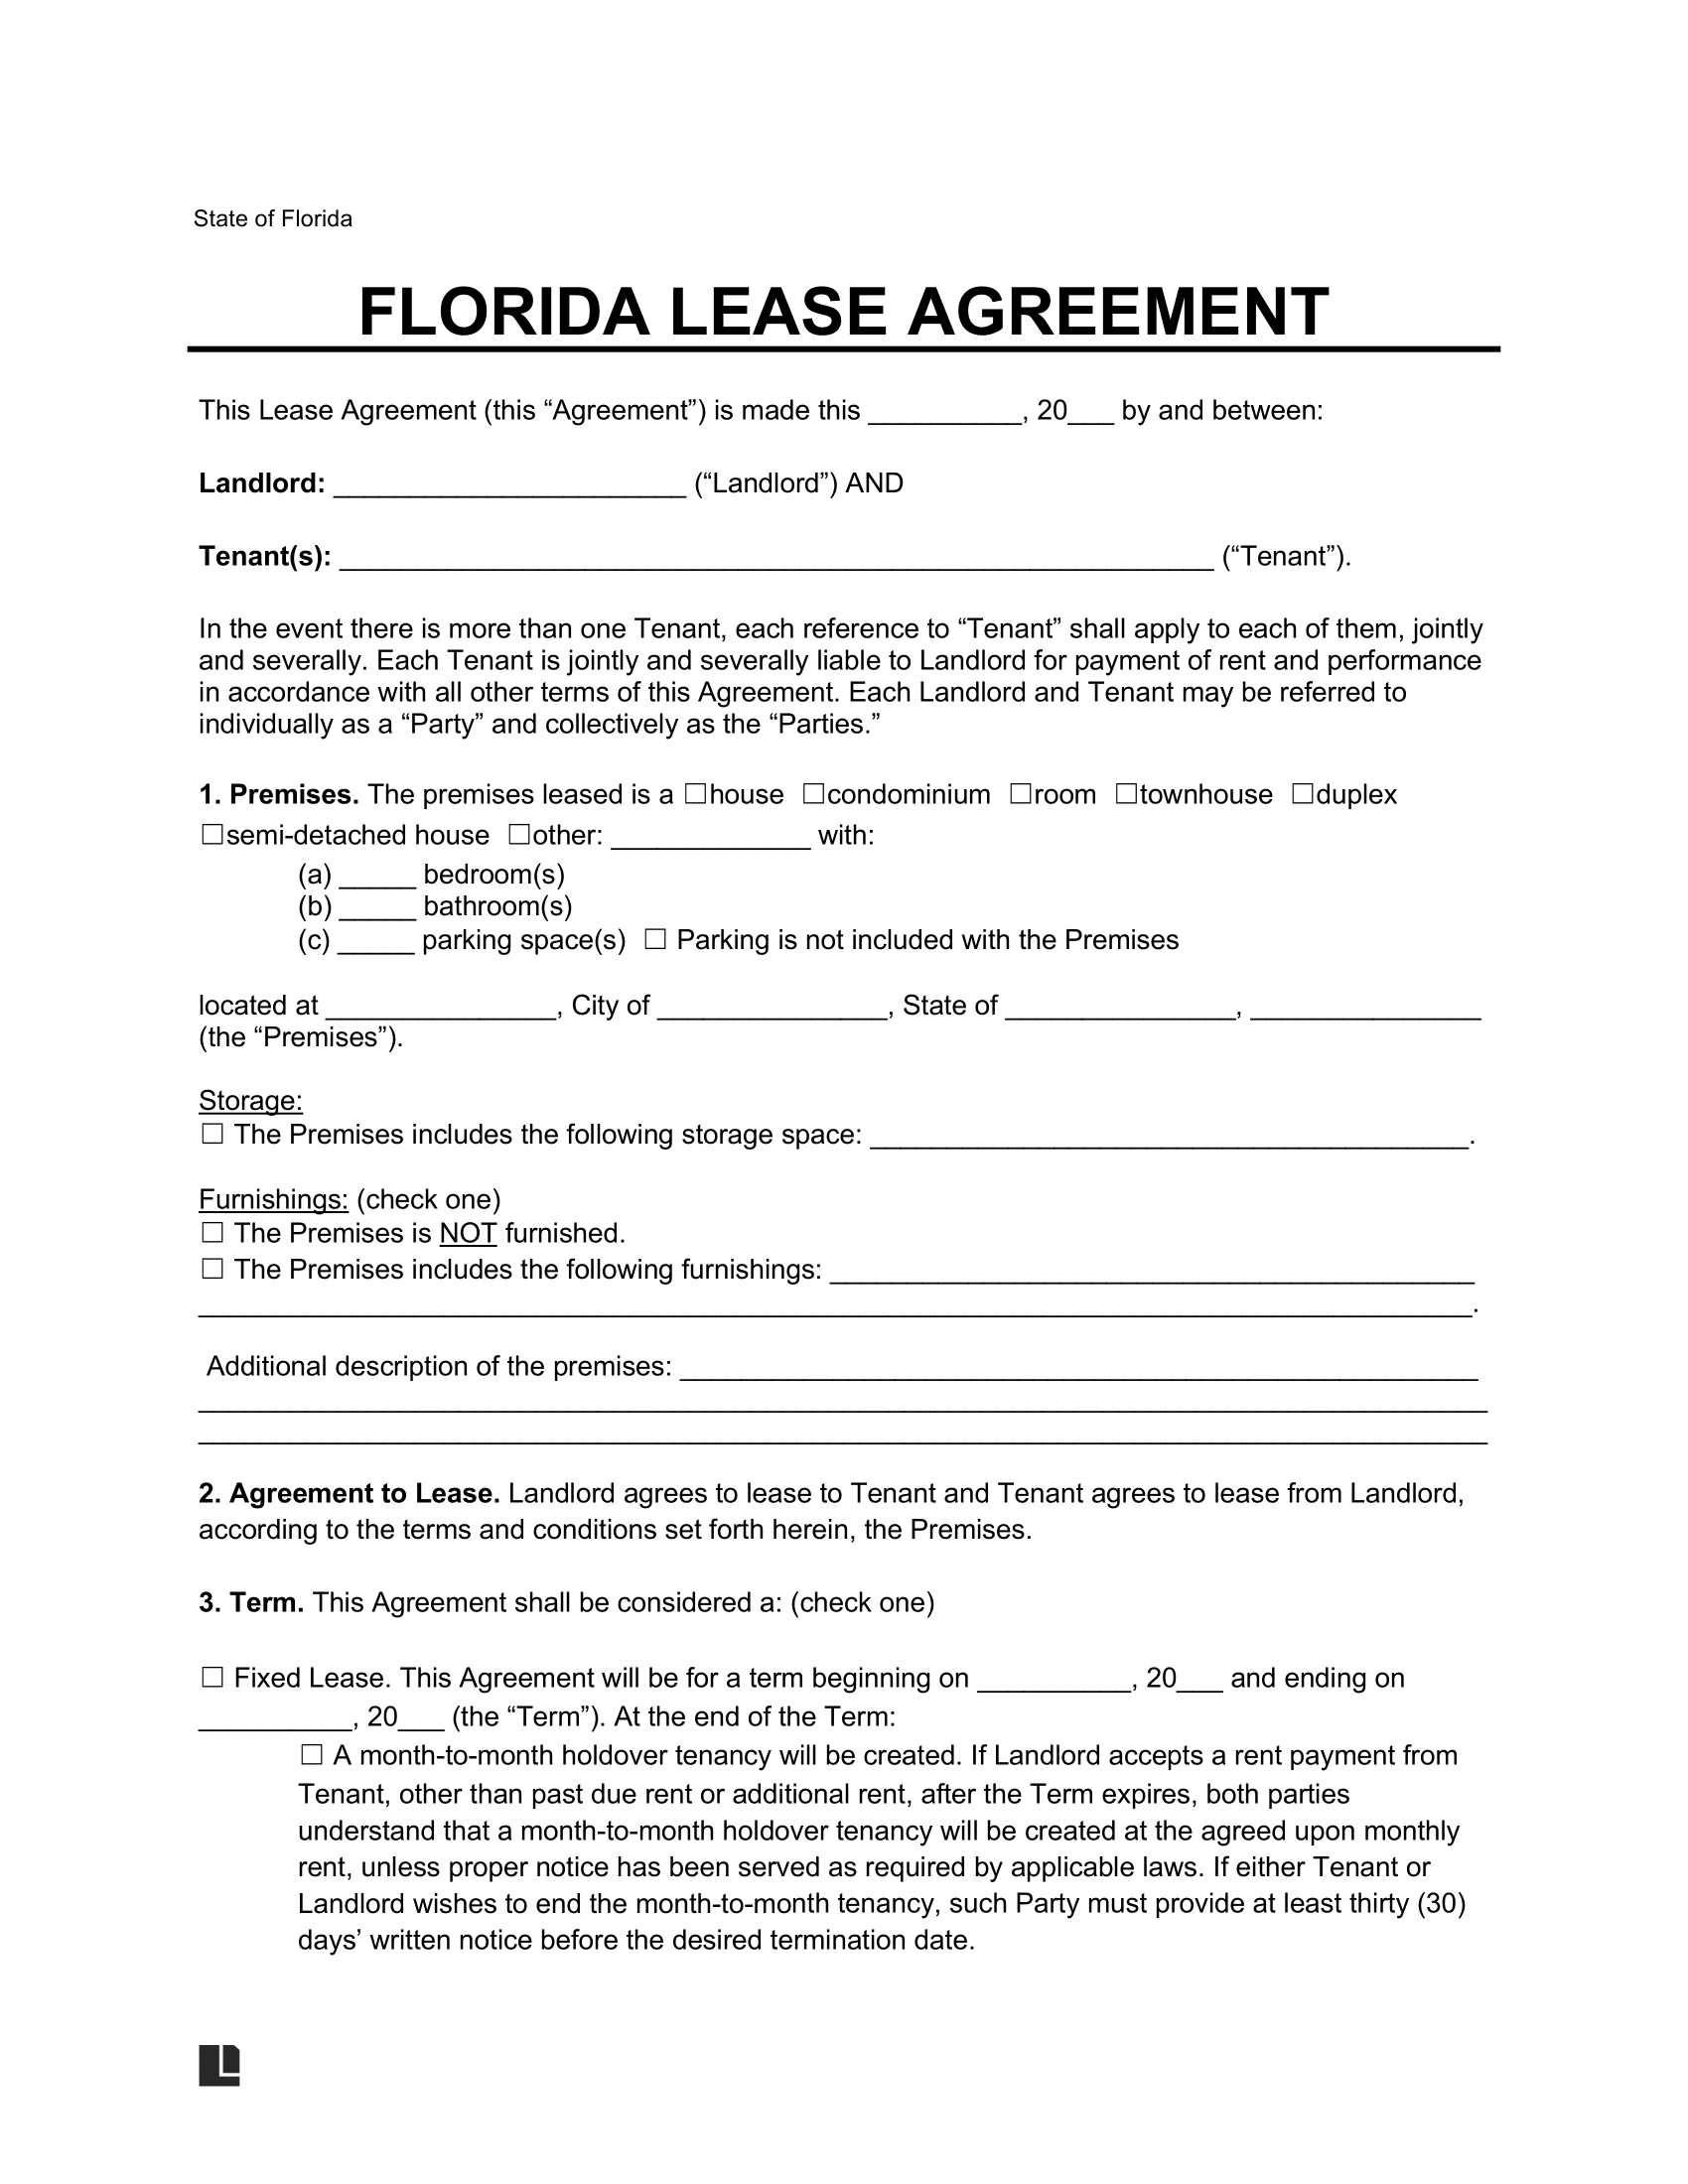 State of Florida
FLORIDA LEASE AGREEMENT
This Lease Agreement (this “Agreement”) is made this __________, 20___ by and between:
Landlord: _______________________ (“Landlord”) AND
Tenant(s): _________________________________________________________ (“Tenant”).
In the event there is more than one Tenant, each reference to “Tenant” shall apply to each of them, jointly
and severally. Each Tenant is jointly and severally liable to Landlord for payment of rent and performance
in accordance with all other terms of this Agreement. Each Landlord and Tenant may be referred to
individually as a “Party” and collectively as the “Parties.”
1. Premises. The premises leased is a ☐house ☐condominium ☐room ☐townhouse ☐duplex
☐semi-detached house ☐other: _____________ with:
(a) _____ bedroom(s)
(b) _____ bathroom(s)
(c) _____ parking space(s) ☐ Parking is not included with the Premises
located at _______________, City of _______________, State of _______________, _______________
(the “Premises”).
Storage:
☐ The Premises includes the following storage space: _______________________________________.
Furnishings: (check one)
☐ The Premises is NOT furnished.
☐ The Premises includes the following furnishings: __________________________________________
___________________________________________________________________________________.
Additional description of the premises: ____________________________________________________
____________________________________________________________________________________
____________________________________________________________________________________
2. Agreement to Lease. Landlord agrees to lease to Tenant and Tenant agrees to lease from Landlord,
according to the terms and conditions set forth herein, the Premises.
3. Term. This Agreement shall be considered a: (check one)
☐ Fixed Lease. This Agreement will be for a term beginning on __________, 20___ and ending on
__________, 20___ (the “Term”). At the end of the Term:
☐ A month-to-month holdover tenancy will be created. If Landlord accepts a rent payment from
Tenant, other than past due rent or additional rent, after the Term expires, both parties
understand that a month-to-month holdover tenancy will be created at the agreed upon monthly
rent, unless proper notice has been served as required by applicable laws. If either Tenant or
Landlord wishes to end the month-to-month tenancy, such Party must provide at least thirty (30)
days’ written notice before the desired termination date.